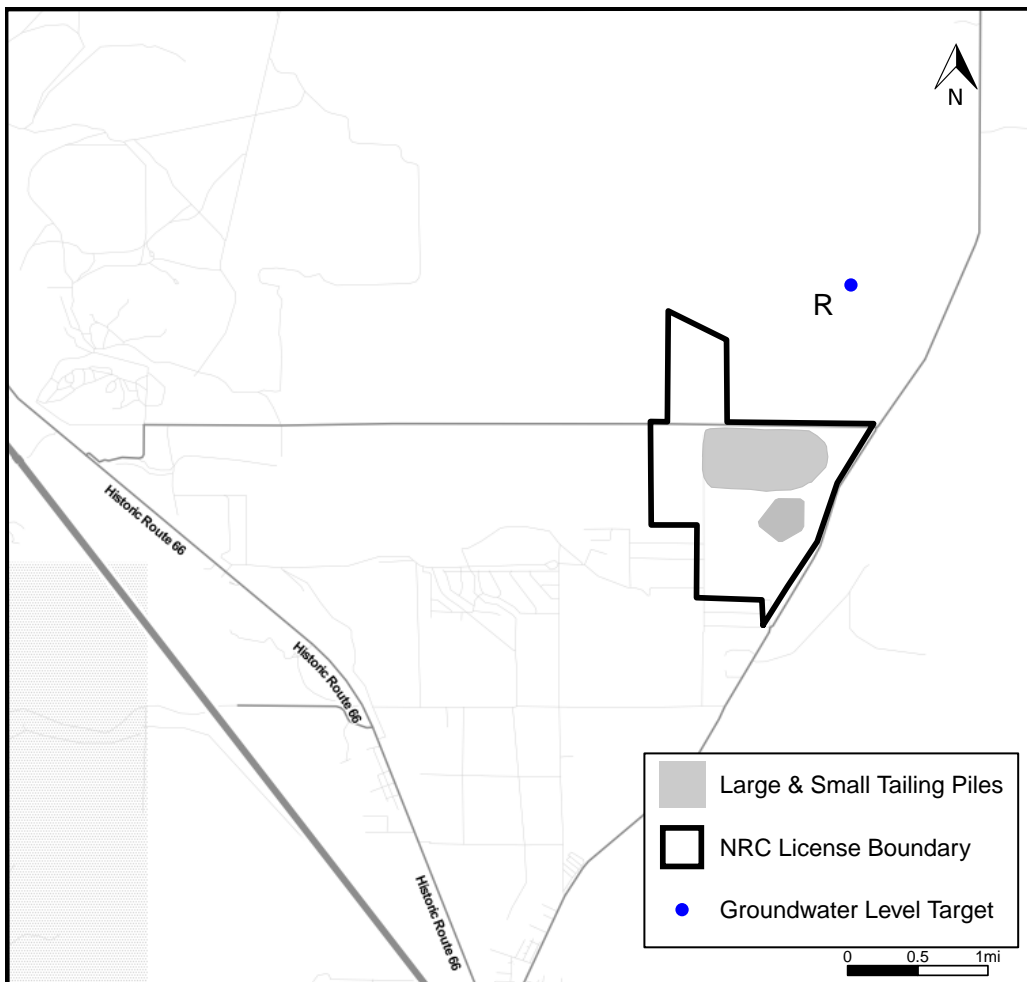 N
R
Historic Route 66
Historic Route 66
Historic Route 66
Large & Small Tailing Piles
NRC License Boundary
Groundwater Level Target
0 0.5 1mi